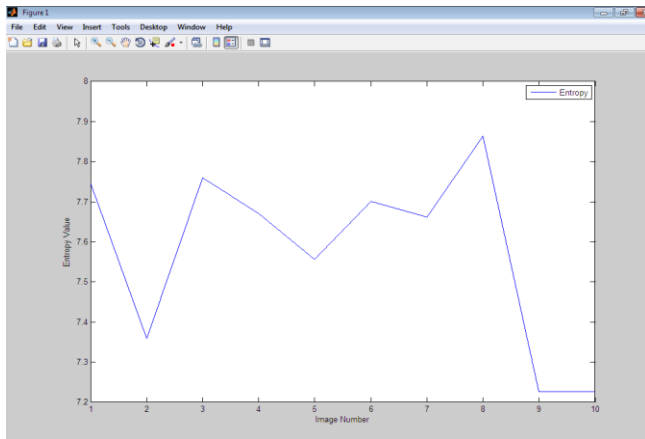 Figure 1
File Edit View Insert Tools Desktop Window Help
Entropy
8
7.9
7.8
7.7
7.6
7.5
7.4
7.3
7.2
Entropy Value
1 2 3 4 5 6 7 8 9 10
Image Number